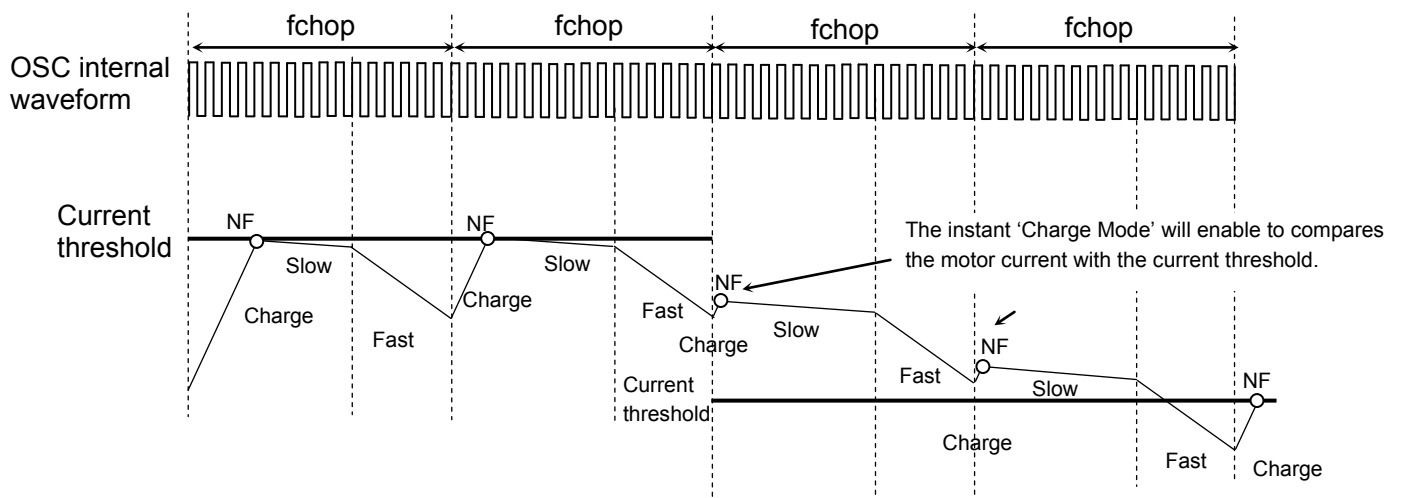 fchop
fchop
fchop
fchop
OSC internal
waveform
Current
threshold
NF
Slow
Charge
Fast
NF
Slow
Charge
Fast
The instant ‘Charge Mode’ will enable to compares
the motor current with the current threshold.
NF
Slow
Charge
Fast
Current
threshold
NF
Slow
Charge
Fast
NF
Charge